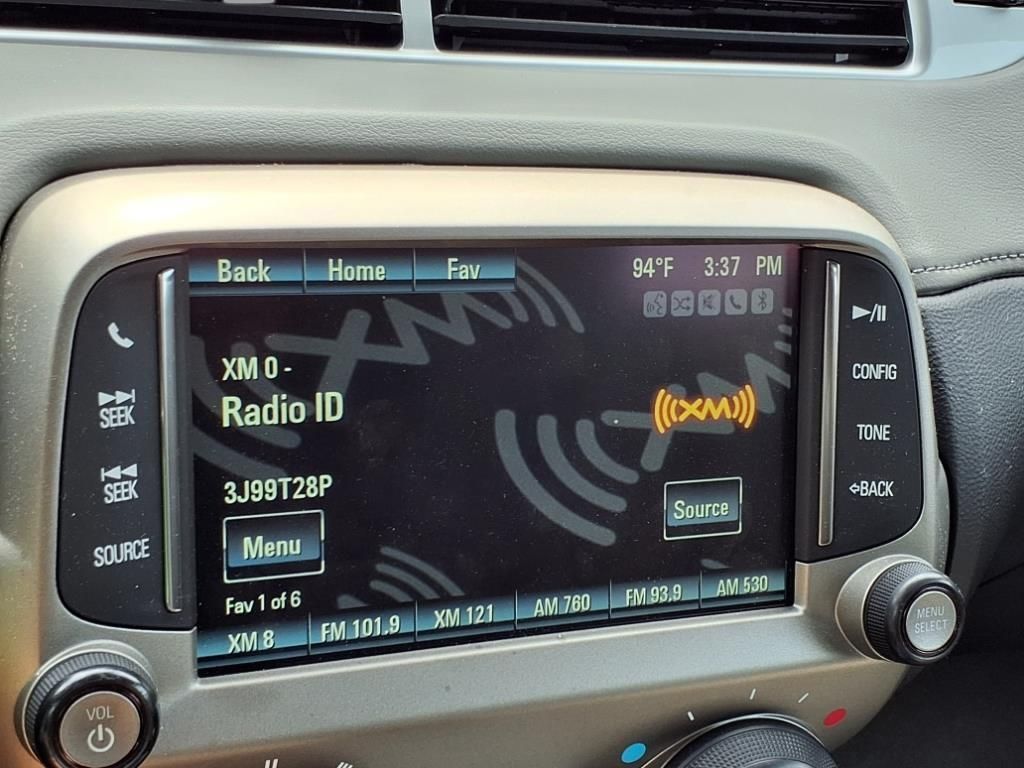 Back Home Fav 94°F 3:37 PM
XM 0 -
Radio ID
XM
3J99T28P
Menu
Source
Fav 1 of 6
XM 8 FM 101.9 XM 121 AM 760 FM 93.9 AM 530
SEEK
SEEK
SOURCE
VOL
CONFIG
TONE
BACK
MENU
SELECT